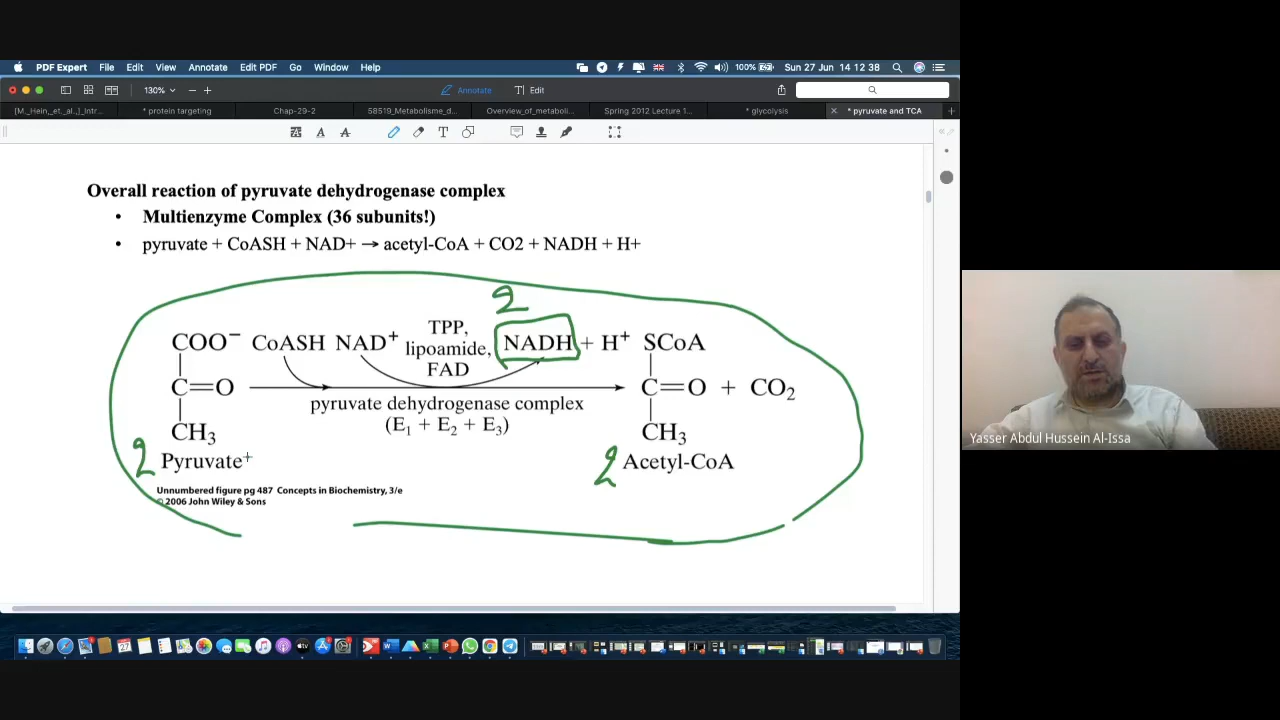 PDF Expert File Edit View Annotate Edit PDF Go Window Help 100% Sun 27 Jun 14 12 38
130% Annotate Edit
[M._Hein_et._al._]_Intr... * protein targeting Chap-29-2 58519_Metabolisme_d... Overview_of_metaboli... Spring 2012 Lecture 1... * glycolysis * pyruvate and TCA
Overall reaction of pyruvate dehydrogenase complex
• Multienzyme Complex (36 subunits!)
• pyruvate + CoASH + NAD+ → acetyl-CoA + CO2 + NADH + H+
2
TPP,
COO⁻ CoASH NAD⁺ lipoamide, NADH + H⁺ SCoA
FAD
C=O C=O + CO₂
pyruvate dehydrogenase complex
(E₁ + E₂ + E₃)
CH₃ CH₃
2 Pyruvate⁺ 2 Acetyl-CoA
Unnumbered figure pg 487 Concepts in Biochemistry, 3/e
© 2006 John Wiley & Sons
Yasser Abdul Hussein Al-Issa